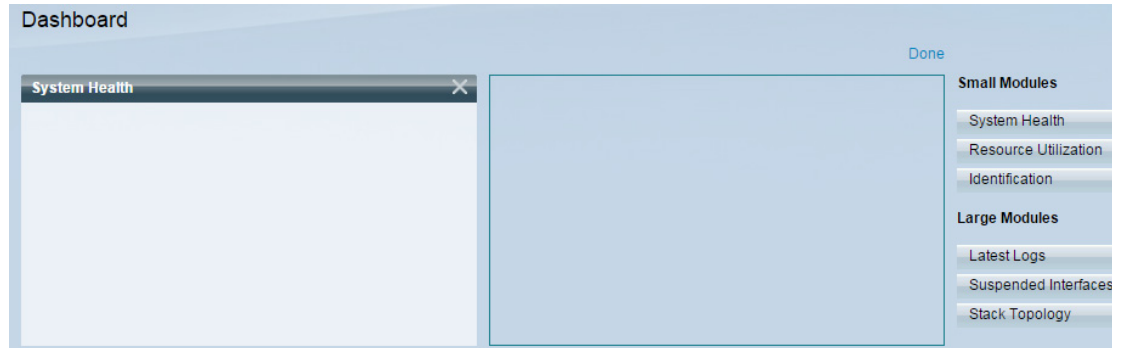 Dashboard
Done
System Health
Small Modules
System Health
Resource Utilization
Identification
Large Modules
Latest Logs
Suspended Interfaces
Stack Topology